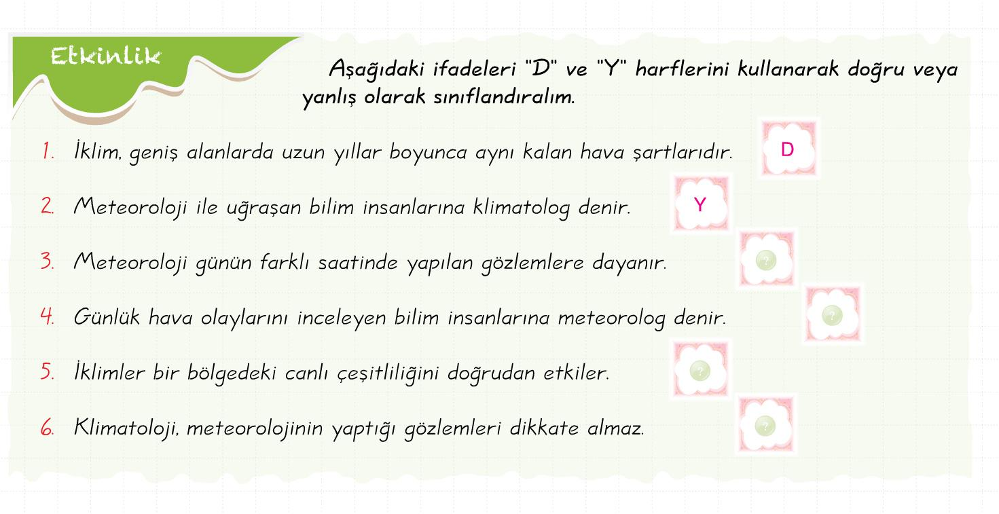 Etkinlik
Aşağıdaki ifadeleri "D" ve "Y" harflerini kullanarak doğru veya
yanlış olarak sınıflandıralım.
1. İklim, geniş alanlarda uzun yıllar boyunca aynı kalan hava şartlarıdır. D
2. Meteoroloji ile uğraşan bilim insanlarına klimatolog denir. Y
3. Meteoroloji günün farklı saatinde yapılan gözlemlere dayanır. ?
4. Günlük hava olaylarını inceleyen bilim insanlarına meteorolog denir. ?
5. İklimler bir bölgedeki canlı çeşitliliğini doğrudan etkiler. ?
6. Klimatoloji, meteorolojinin yaptığı gözlemleri dikkate almaz. ?